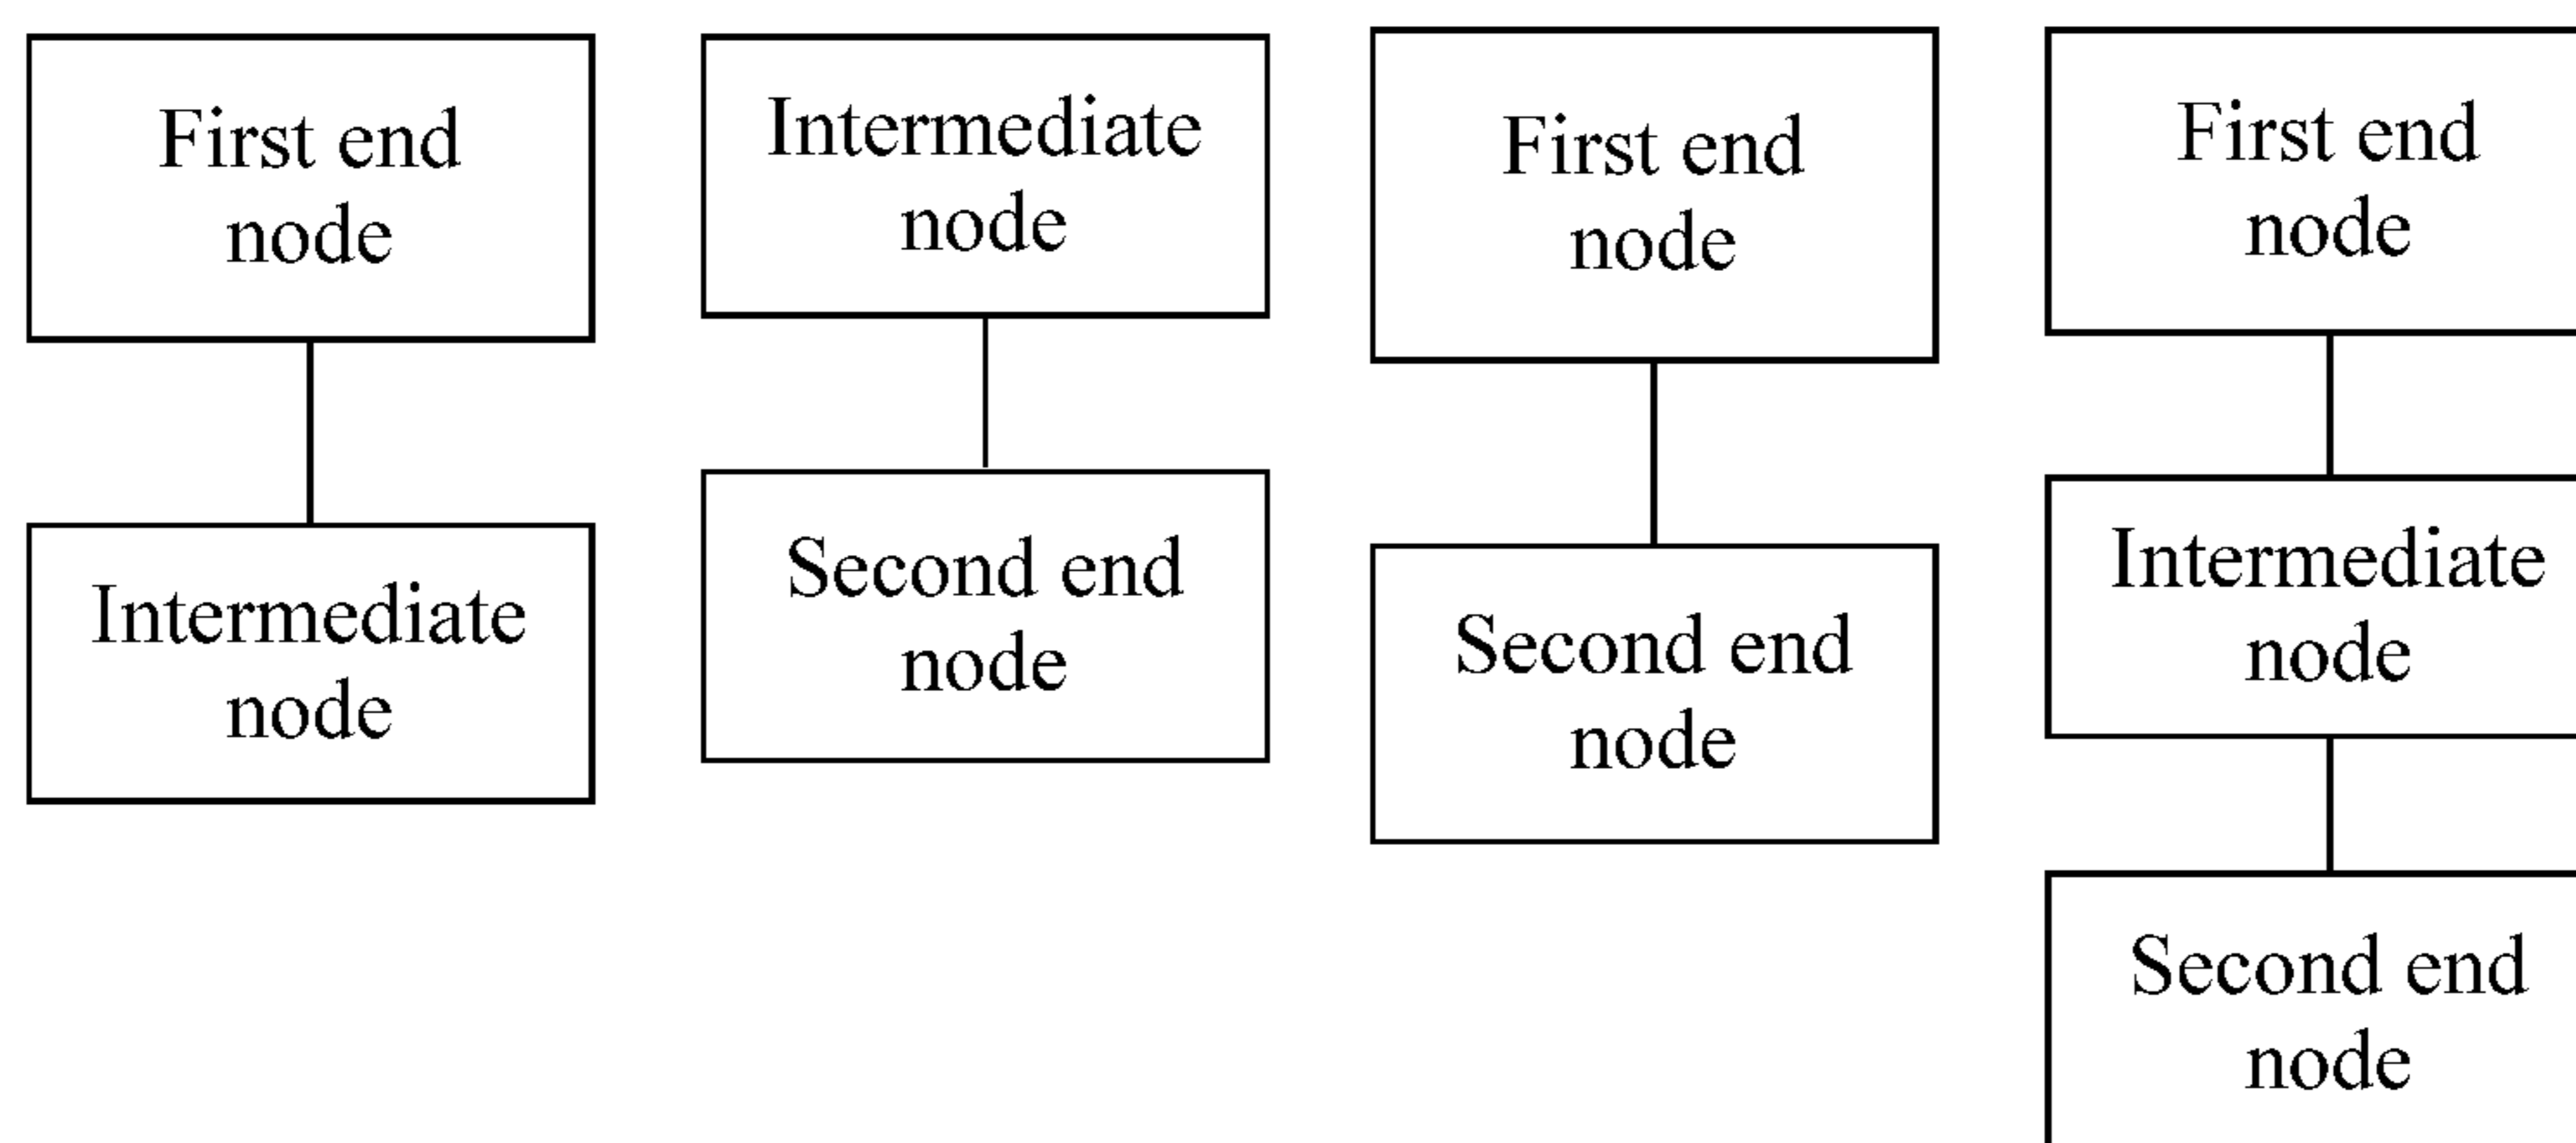 First end
node
Intermediate
node
Intermediate
node
Second end
node
First end
node
Second end
node
First end
node
Intermediate
node
Second end
node